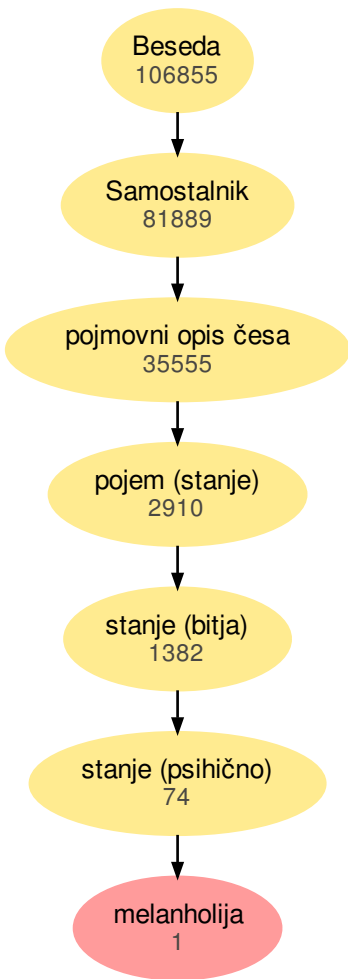 Beseda
106855
Samostalnik
81889
pojmovni opis česa
35555
pojem (stanje)
2910
stanje (bitja)
1382
stanje (psihično)
74
melanholija
1